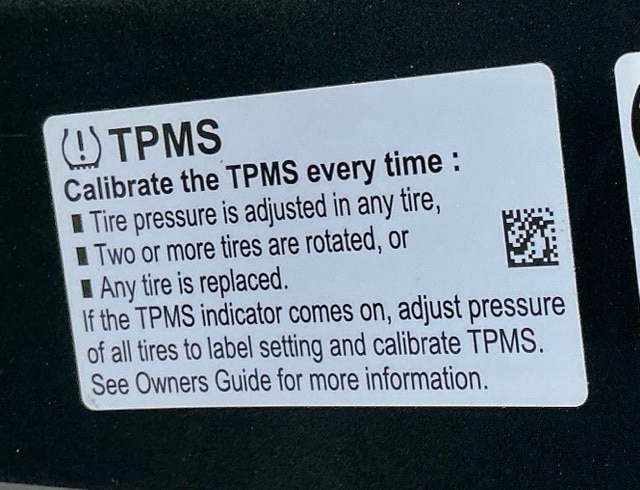 TPMS
Calibrate the TPMS every time :
▪ Tire pressure is adjusted in any tire,
▪ Two or more tires are rotated, or
▪ Any tire is replaced.
If the TPMS indicator comes on, adjust pressure
of all tires to label setting and calibrate TPMS.
See Owners Guide for more information.